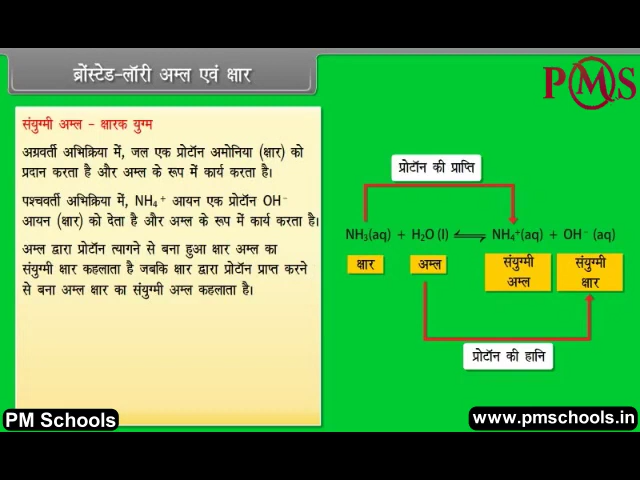 ब्रोंस्टेड-लॉरी अम्ल एवं क्षार
PMS
संयुग्मी अम्ल - क्षारक युग्म
अग्रवर्ती अभिक्रिया में, जल एक प्रोटॉन अमोनिया (क्षार) को
प्रदान करता है और अम्ल के रूप में कार्य करता है।
पश्चवर्ती अभिक्रिया में, NH₄⁺ आयन एक प्रोटॉन OH⁻
आयन (क्षार) को देता है और अम्ल के रूप में कार्य करता है।
अम्ल द्वारा प्रोटॉन त्यागने से बना हुआ क्षार अम्ल का
संयुग्मी क्षार कहलाता है जबकि क्षार द्वारा प्रोटॉन प्राप्त करने
से बना अम्ल क्षार का संयुग्मी अम्ल कहलाता है।
प्रोटॉन की प्राप्ति
NH₃(aq) + H₂O (l) ⇌ NH₄⁺(aq) + OH⁻ (aq)
क्षार अम्ल संयुग्मी अम्ल संयुग्मी क्षार
प्रोटॉन की हानि
PM Schools
www.pmschools.in